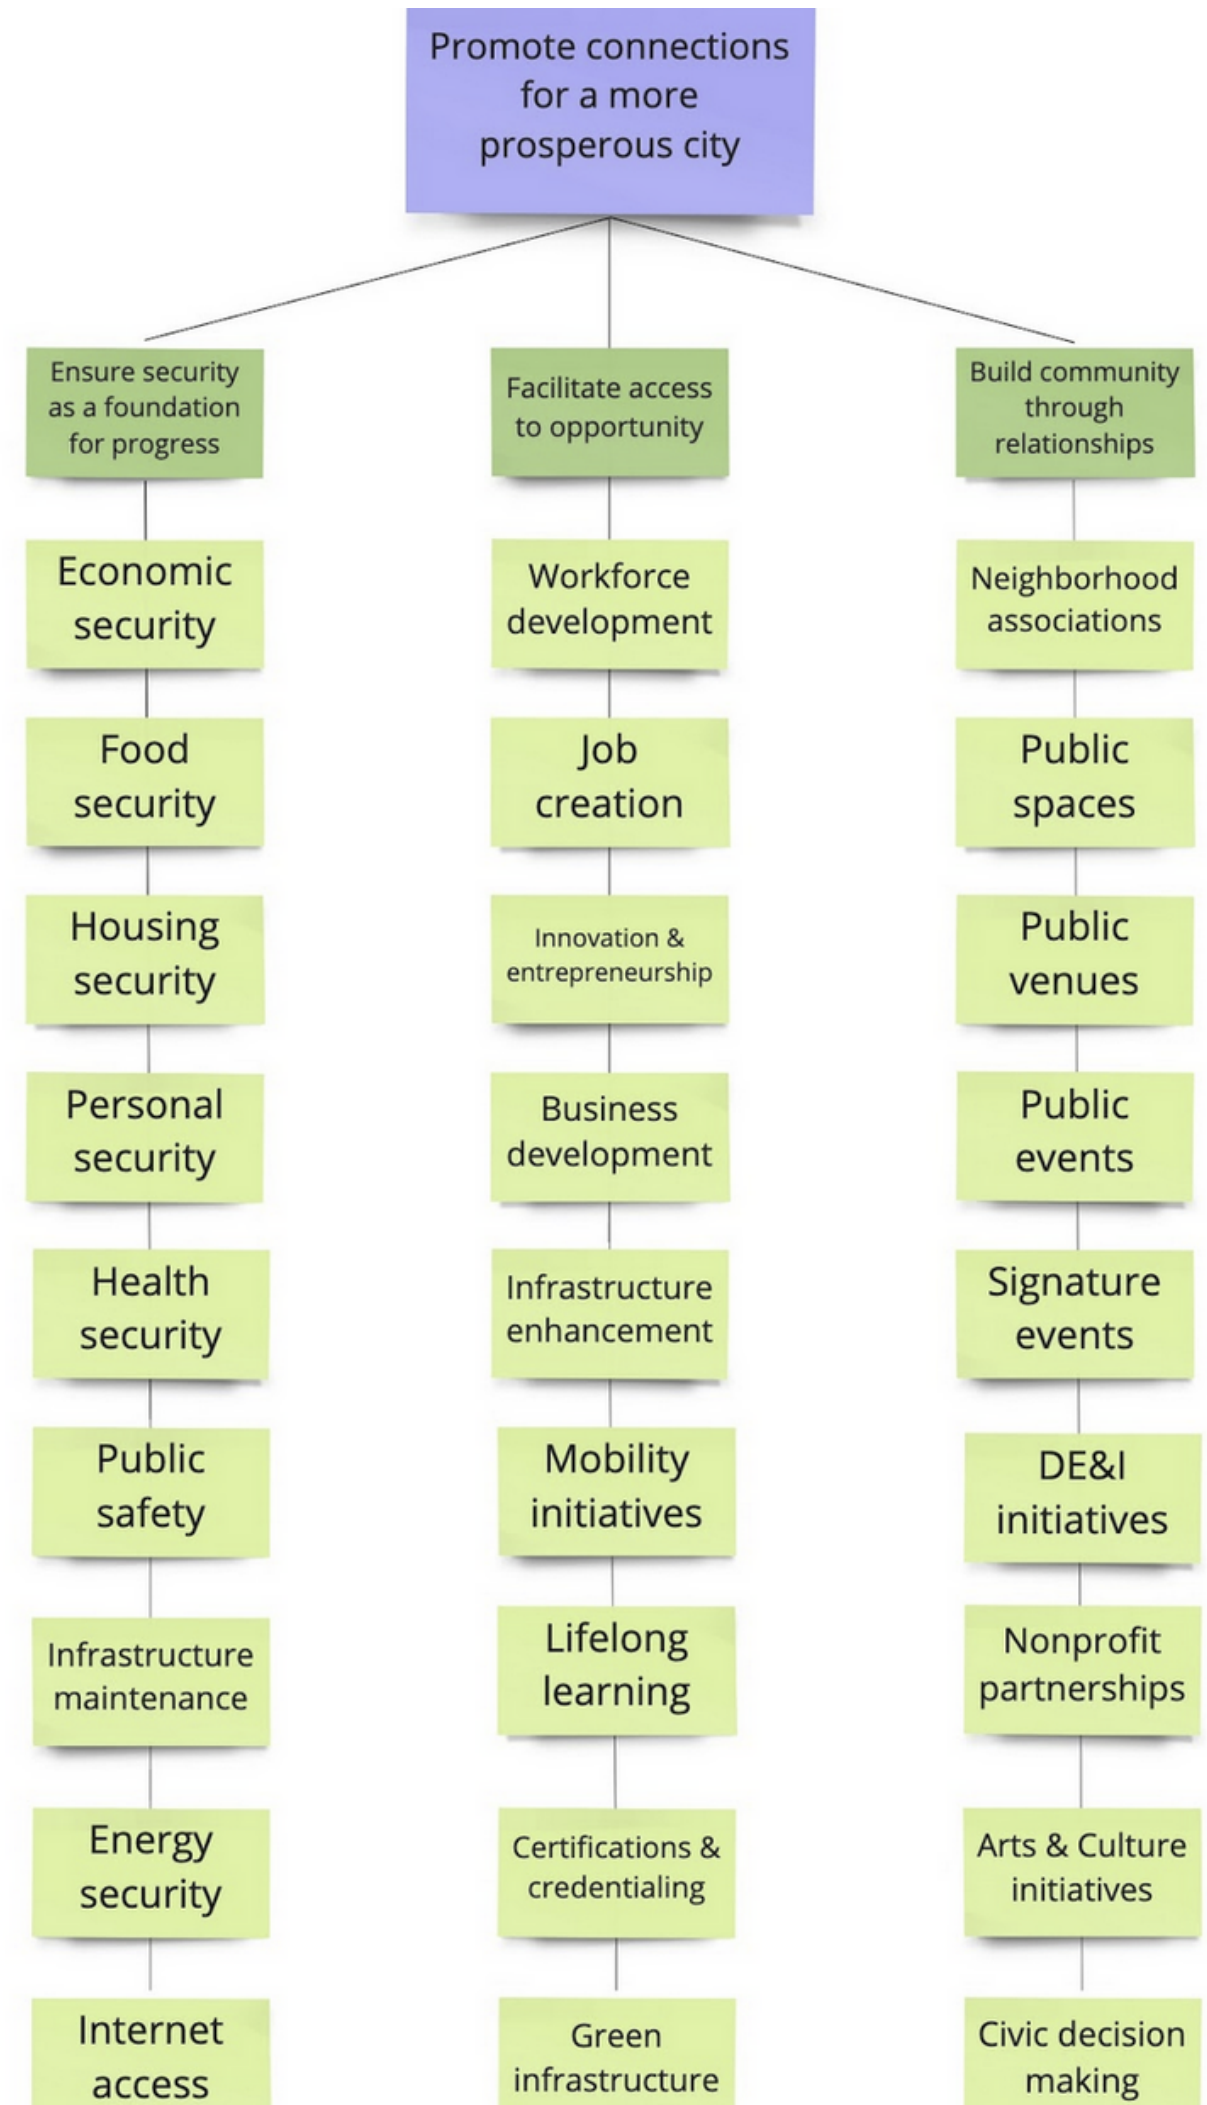 Promote connections
for a more
prosperous city
Ensure security
as a foundation
for progress
Economic
security
Food
security
Housing
security
Personal
security
Health
security
Public
safety
Infrastructure
maintenance
Energy
security
Internet
access
Facilitate access
to opportunity
Workforce
development
Job
creation
Innovation &
entrepreneurship
Business
development
Infrastructure
enhancement
Mobility
initiatives
Lifelong
learning
Certifications &
credentialing
Green
infrastructure
Build community
through
relationships
Neighborhood
associations
Public
spaces
Public
venues
Public
events
Signature
events
DE&I
initiatives
Nonprofit
partnerships
Arts & Culture
initiatives
Civic decision
making